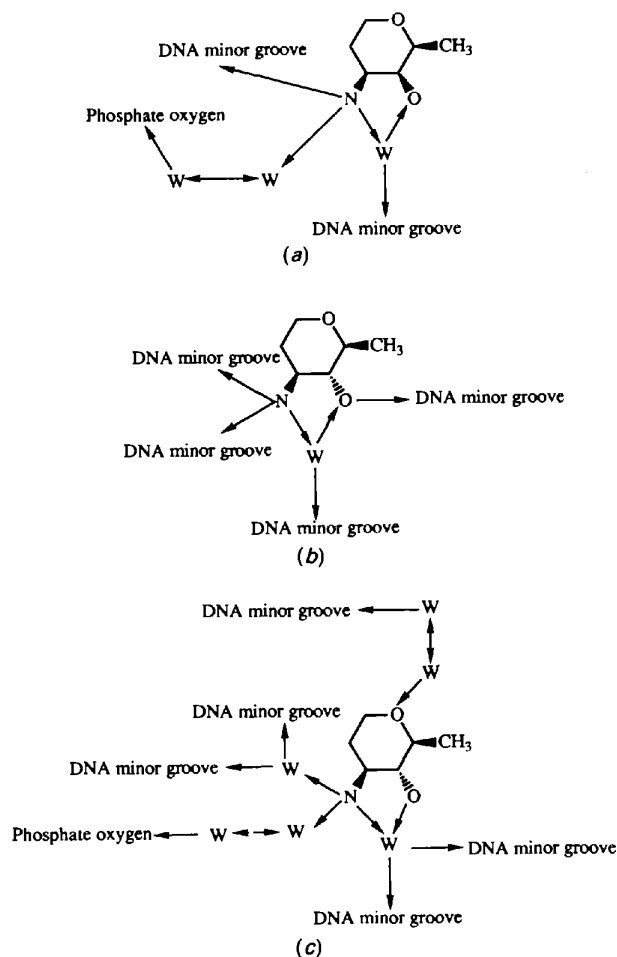 O
CH3
DNA minor groove
N
O
Phosphate oxygen
W
W W
DNA minor groove
(a)
O
CH3
DNA minor groove
N O DNA minor groove
DNA minor groove
W
DNA minor groove
(b)
DNA minor groove W
W
O
DNA minor groove
CH3
DNA minor groove W
N O
Phosphate oxygen W W
W
DNA minor groove
DNA minor groove
(c)